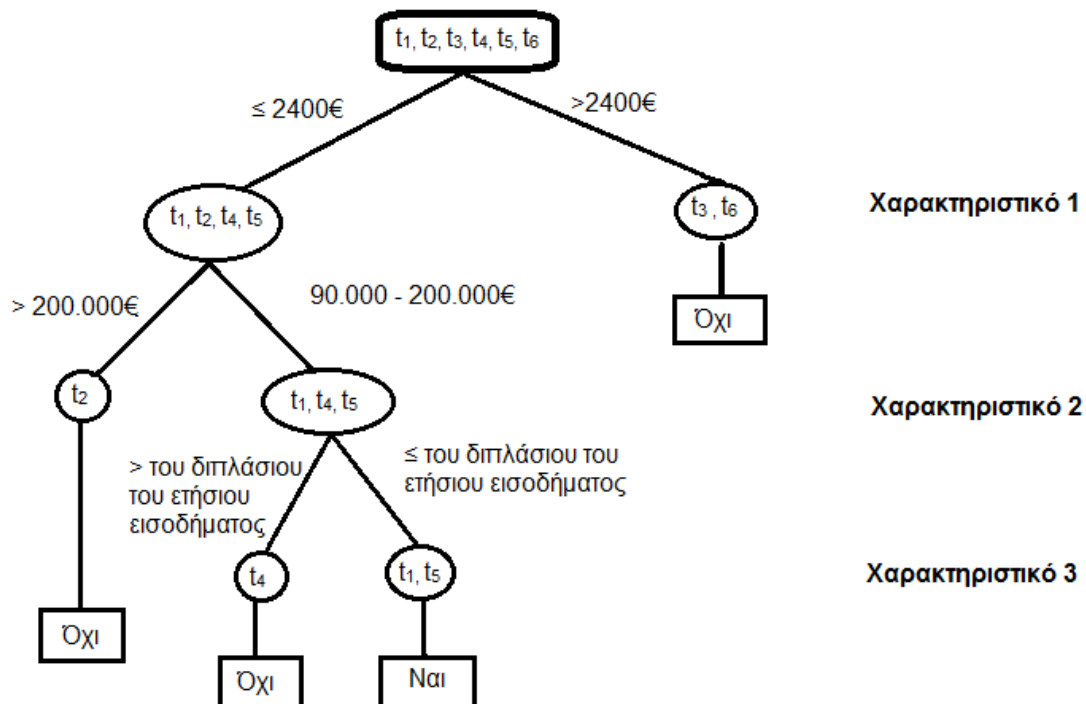 t₁, t₂, t₃, t₄, t₅, t₆
≤ 2400€
>2400€
t₁, t₂, t₄, t₅
t₃ , t₆
Χαρακτηριστικό 1
> 200.000€
90.000 - 200.000€
Όχι
t₂
t₁, t₄, t₅
Χαρακτηριστικό 2
> του διπλάσιου
του ετήσιου
εισοδήματος
≤ του διπλάσιου του
ετήσιου εισοδήματος
t₄
t₁, t₅
Χαρακτηριστικό 3
Όχι
Όχι
Ναι